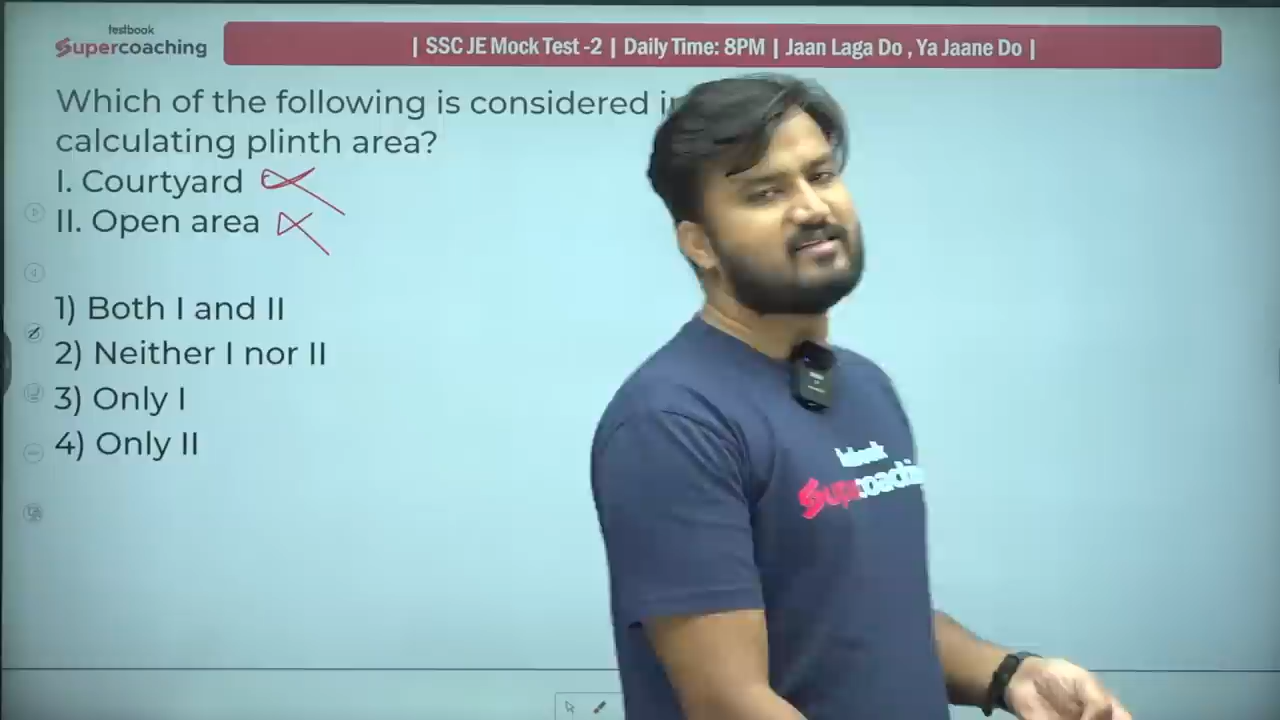 testbook
Supercoaching
| SSC JE Mock Test -2 | Daily Time: 8PM | Jaan Laga Do , Ya Jaane Do |
Which of the following is considered
calculating plinth area?
I. Courtyard
II. Open area
1) Both I and II
2) Neither I nor II
3) Only I
4) Only II
testbook
Supercoaching